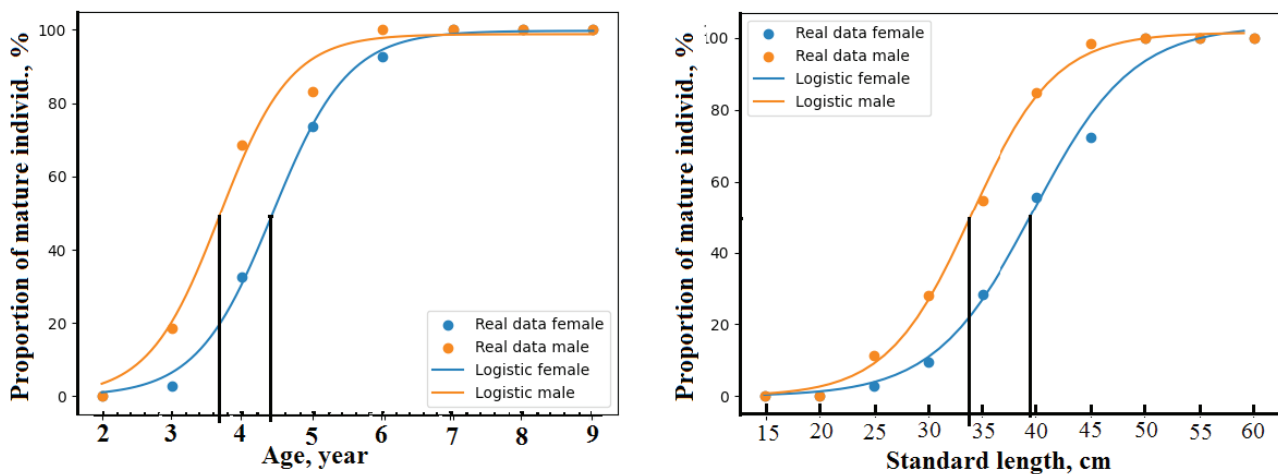 Proportion of mature individ., %
100
80
60
40
20
0
Real data female
Real data male
Logistic female
Logistic male
2 3 4 5 6 7 8 9
Age, year
Proportion of mature individ., %
100
80
60
40
20
0
Real data female
Real data male
Logistic female
Logistic male
15 20 25 30 35 40 45 50 55 60
Standard length, cm